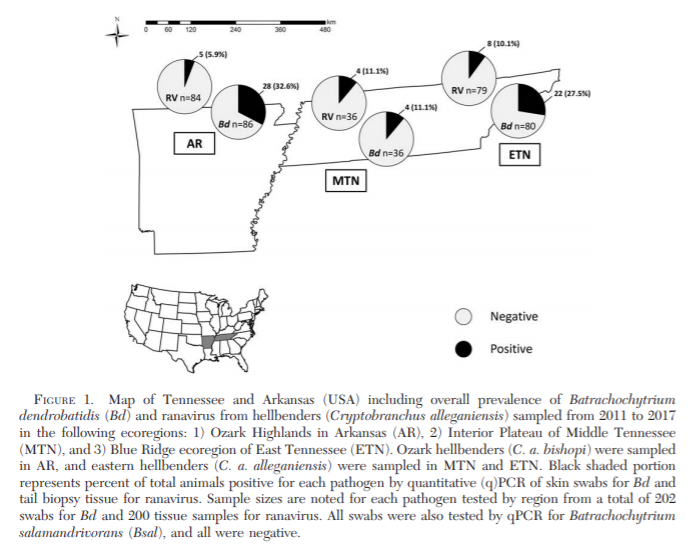 N
km
0 60 120 240 360 480
5 (5.9%)
RV n=84
28 (32.6%)
Bd n=86
AR
4 (11.1%)
RV n=36
4 (11.1%)
Bd n=36
MTN
8 (10.1%)
RV n=79
22 (27.5%)
Bd n=80
ETN
Negative
Positive
FIGURE 1. Map of Tennessee and Arkansas (USA) including overall prevalence of Batrachochytrium
dendrobatidis (Bd) and ranavirus from hellbenders (Cryptobranchus alleganiensis) sampled from 2011 to 2017
in the following ecoregions: 1) Ozark Highlands in Arkansas (AR), 2) Interior Plateau of Middle Tennessee
(MTN), and 3) Blue Ridge ecoregion of East Tennessee (ETN). Ozark hellbenders (C. a. bishopi) were sampled
in AR, and eastern hellbenders (C. a. alleganiensis) were sampled in MTN and ETN. Black shaded portion
represents percent of total animals positive for each pathogen by quantitative (q)PCR of skin swabs for Bd and
tail biopsy tissue for ranavirus. Sample sizes are noted for each pathogen tested by region from a total of 202
swabs for Bd and 200 tissue samples for ranavirus. All swabs were also tested by qPCR for Batrachochytrium
salamandrivorans (Bsal), and all were negative.